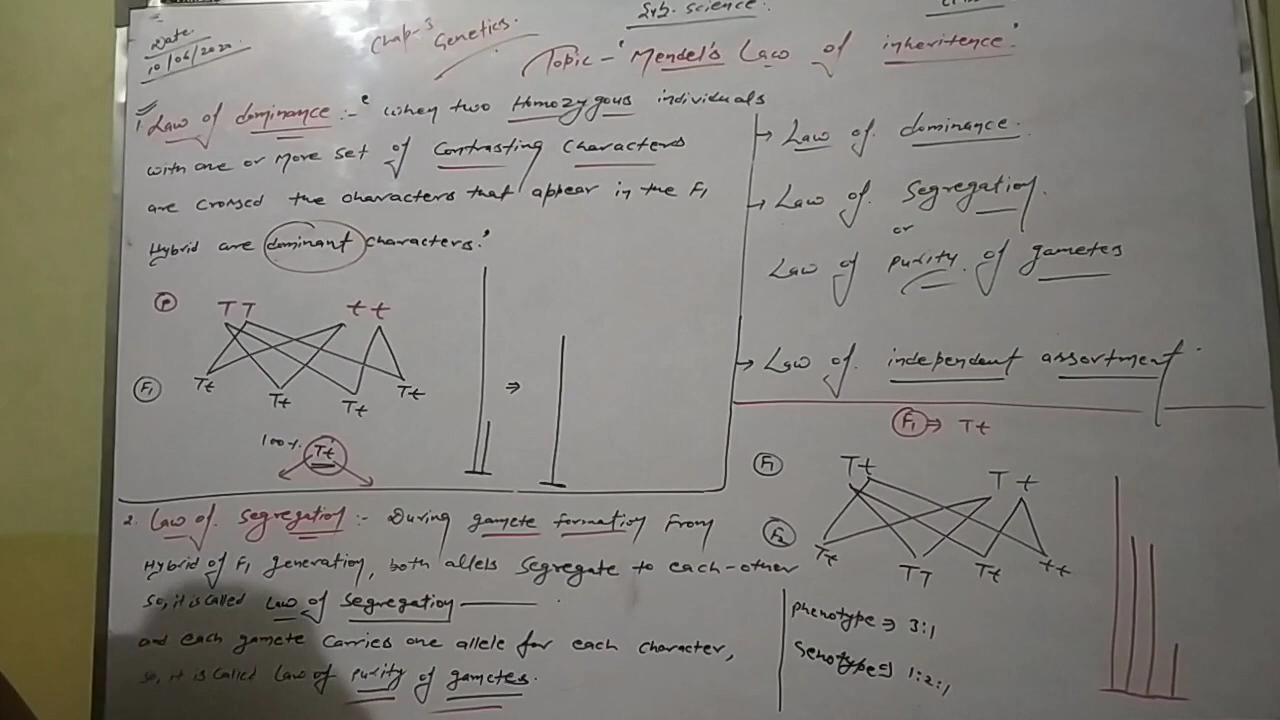 Date.
10/06/2020
Chap-3 Genetics.
Sub. science.
Topic - 'Mendel's Law of inheritence'
1. Law of dominance :- " When two Homozygous individuals
with one or more set of Contrasting Characters
are crossed the characters that appear in the F1
Hybrid are dominant characters."
P TT tt
F1 Tt Tt Tt Tt
100% Tt
⇒
→ Law of dominance.
→ Law of Segregation.
or
Law of purity of gametes
→ Law of independent assortment.
2. Law of segregation :- During gamete formation From
Hybrid of F1 generation, both allels segregate to each-other
So, it is called Law of segregation
and each gamete carries one allele for each character,
so, it is called Law of purity of gametes.
F1 ⇒ Tt
F1 Tt Tt
F2 Tt TT Tt tt
Phenotype ⇒ 3:1
Genotype ⇒ 1:2:1